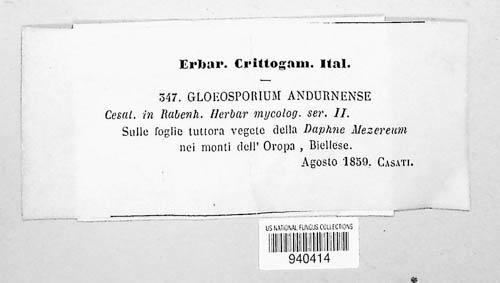 Erbar. Crittogam. Ital.
347. GLOEOSPORIUM ANDURNENSE
Cesat. in Rabenh. Herbar mycolog. ser. II.
Sulle foglie tuttora vegete della Daphne Mezereum
nei monti dell' Oropa , Biellese.
Agosto 1859. CASATI.
US NATIONAL FUNGUS COLLECTIONS
940414